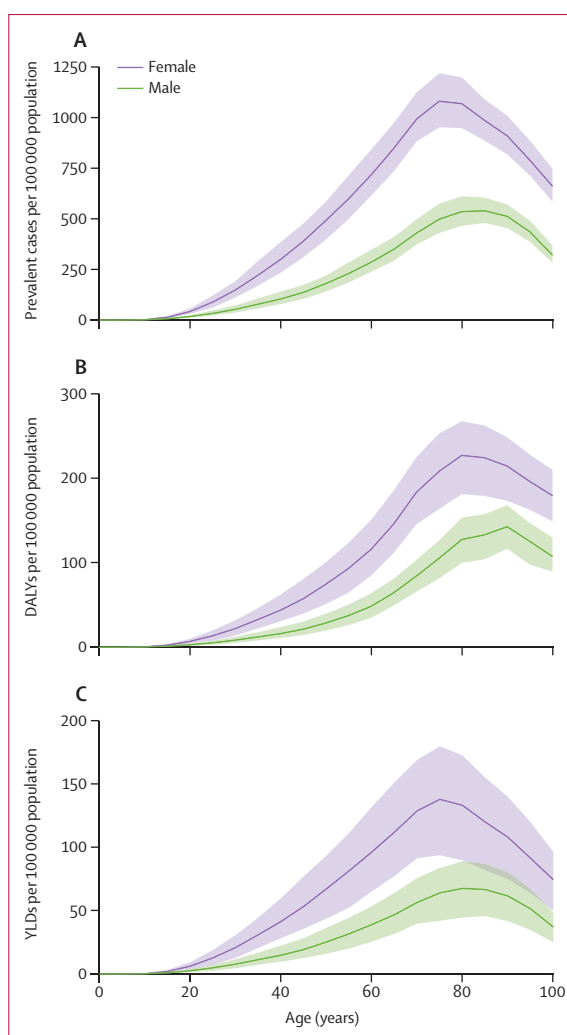 A
Female
Male
1250
1000
750
500
250
0
Prevalent cases per 100 000 population
B
300
200
100
0
DALYs per 100 000 population
C
200
150
100
50
0
YLDs per 100 000 population
0 20 40 60 80 100
Age (years)